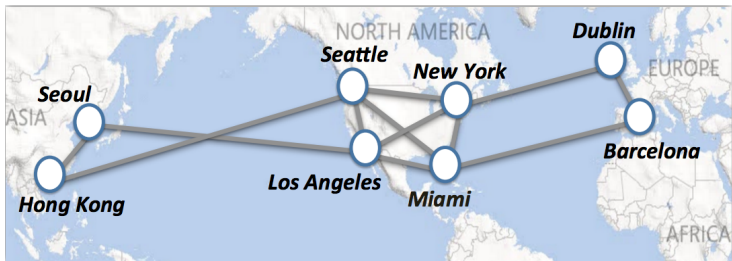 NORTH AMERICA
Dublin
Seattle
New York
EUROPE
Seoul
ASIA
Barcelona
Los Angeles
Miami
Hong Kong
AFRICA